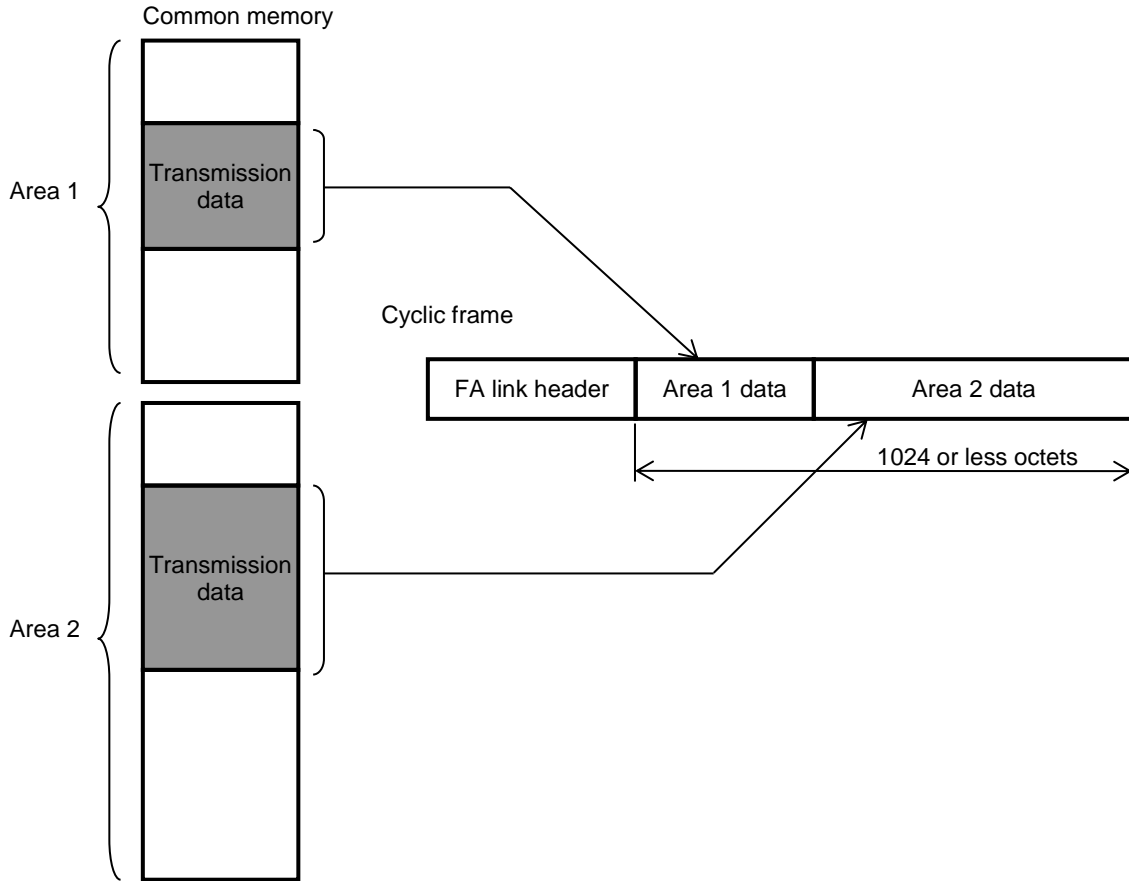 Common memory
Area 1
Transmission
data
Cyclic frame
FA link header
Area 1 data
Area 2 data
1024 or less octets
Area 2
Transmission
data